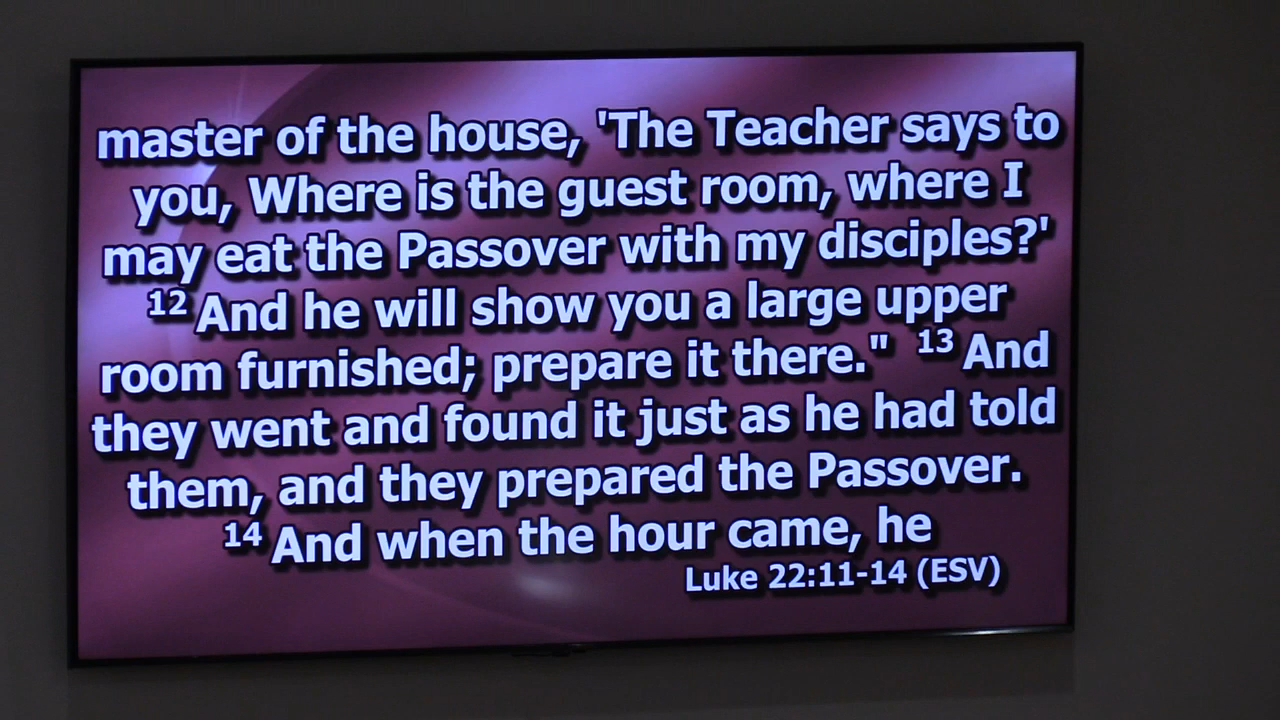 master of the house, 'The Teacher says to
you, Where is the guest room, where I
may eat the Passover with my disciples?'
12 And he will show you a large upper
room furnished; prepare it there." 13 And
they went and found it just as he had told
them, and they prepared the Passover.
14 And when the hour came, he
Luke 22:11-14 (ESV)